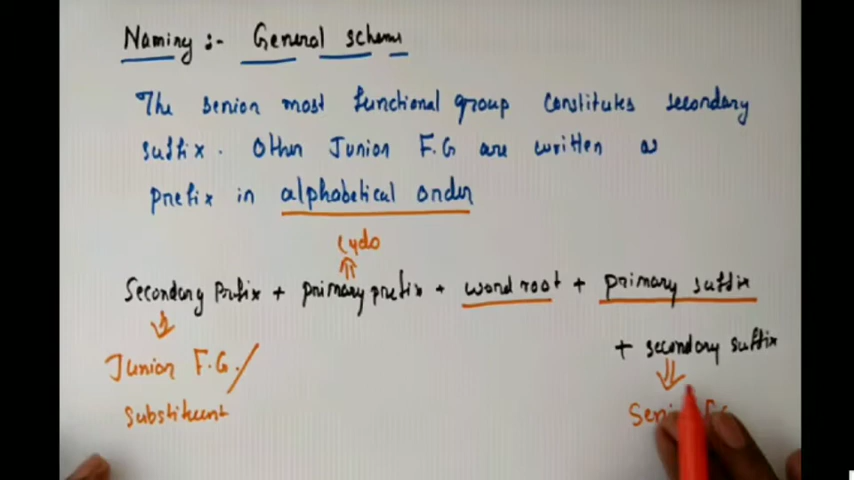 Naming :- General scheme
The senior most functional group constitutes secondary
suffix. Other Junior F.G are written as
prefix in alphabetical order
cyclo
Secondary Prefix + primary prefix + word root + primary suffix
+ secondary suffix
Junior F.G./
Substituent